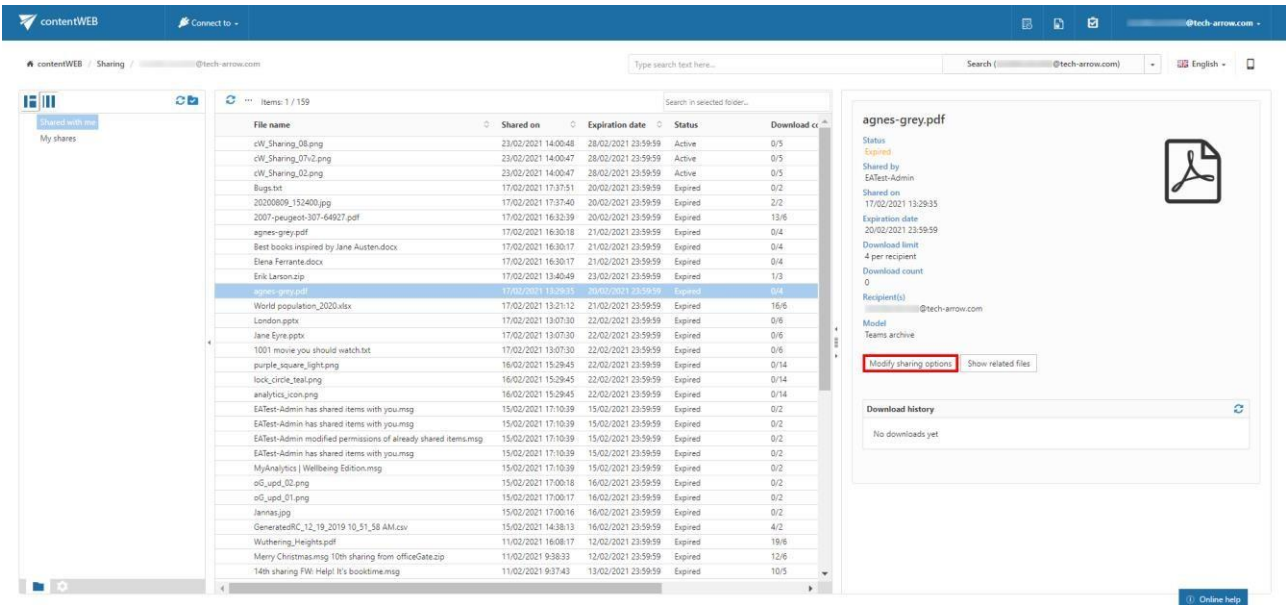 contentWEB Connect to @tech-arrow.com
contentWEB / Sharing / @tech-arrow.com Type search text here... Search ( @tech-arrow.com) English
Items: 1 / 159 Search in selected folder...
Shared with me
My shares
File name Shared on Expiration date Status Download co
cW_Sharing_08.png 23/02/2021 14:00:48 28/02/2021 23:59:59 Active 0/5
cW_Sharing_07v2.png 23/02/2021 14:00:47 28/02/2021 23:59:59 Active 0/5
cW_Sharing_02.png 23/02/2021 14:00:47 28/02/2021 23:59:59 Active 0/5
Bugs.txt 17/02/2021 17:37:51 20/02/2021 23:59:59 Expired 0/2
20200809_152400.jpg 17/02/2021 17:37:40 20/02/2021 23:59:59 Expired 2/2
2007-peugeot-307-64927.pdf 17/02/2021 16:32:39 20/02/2021 23:59:59 Expired 13/6
agnes-grey.pdf 17/02/2021 16:30:18 21/02/2021 23:59:59 Expired 0/4
Best books inspired by Jane Austen.docx 17/02/2021 16:30:17 21/02/2021 23:59:59 Expired 0/4
Elena Ferrante.docx 17/02/2021 16:30:17 21/02/2021 23:59:59 Expired 0/4
Erik Larson.zip 17/02/2021 13:40:49 23/02/2021 23:59:59 Expired 1/3
agnes-grey.pdf 17/02/2021 13:29:35 20/02/2021 23:59:59 Expired 0/4
World population_2020.xlsx 17/02/2021 13:21:12 21/02/2021 23:59:59 Expired 16/6
London.pptx 17/02/2021 13:07:30 22/02/2021 23:59:59 Expired 0/6
Jane Eyre.pptx 17/02/2021 13:07:30 22/02/2021 23:59:59 Expired 0/6
1001 movie you should watch.txt 17/02/2021 13:07:30 22/02/2021 23:59:59 Expired 0/6
purple_square_light.png 16/02/2021 15:29:45 22/02/2021 23:59:59 Expired 0/14
lock_circle_teal.png 16/02/2021 15:29:45 22/02/2021 23:59:59 Expired 0/14
analytics_icon.png 16/02/2021 15:29:45 22/02/2021 23:59:59 Expired 0/14
EATest-Admin has shared items with you.msg 15/02/2021 17:10:39 15/02/2021 23:59:59 Expired 0/2
EATest-Admin has shared items with you.msg 15/02/2021 17:10:39 15/02/2021 23:59:59 Expired 0/2
EATest-Admin modified permissions of already shared items.msg 15/02/2021 17:10:39 15/02/2021 23:59:59 Expired 0/2
EATest-Admin has shared items with you.msg 15/02/2021 17:10:39 15/02/2021 23:59:59 Expired 0/2
MyAnalytics | Wellbeing Edition.msg 15/02/2021 17:10:39 15/02/2021 23:59:59 Expired 0/2
oG_upd_02.png 15/02/2021 17:00:18 16/02/2021 23:59:59 Expired 0/2
oG_upd_01.png 15/02/2021 17:00:17 16/02/2021 23:59:59 Expired 0/2
Jannas.jpg 15/02/2021 17:00:16 16/02/2021 23:59:59 Expired 0/2
GeneratedRC_12_19_2019 10_51_58 AM.csv 15/02/2021 14:38:13 16/02/2021 23:59:59 Expired 4/2
Wuthering_Heights.pdf 11/02/2021 16:08:17 12/02/2021 23:59:59 Expired 19/6
Merry Christmas.msg 10th sharing from officeGate.zip 11/02/2021 9:38:33 12/02/2021 23:59:59 Expired 12/6
14th sharing FW: Help! It's booktime.msg 11/02/2021 9:37:43 13/02/2021 23:59:59 Expired 10/5
agnes-grey.pdf
Status
Expired
Shared by
EATest-Admin
Shared on
17/02/2021 13:29:35
Expiration date
20/02/2021 23:59:59
Download limit
4 per recipient
Download count
0
Recipient(s)
@tech-arrow.com
Model
Teams archive
Modify sharing options Show related files
Download history
No downloads yet
Online help